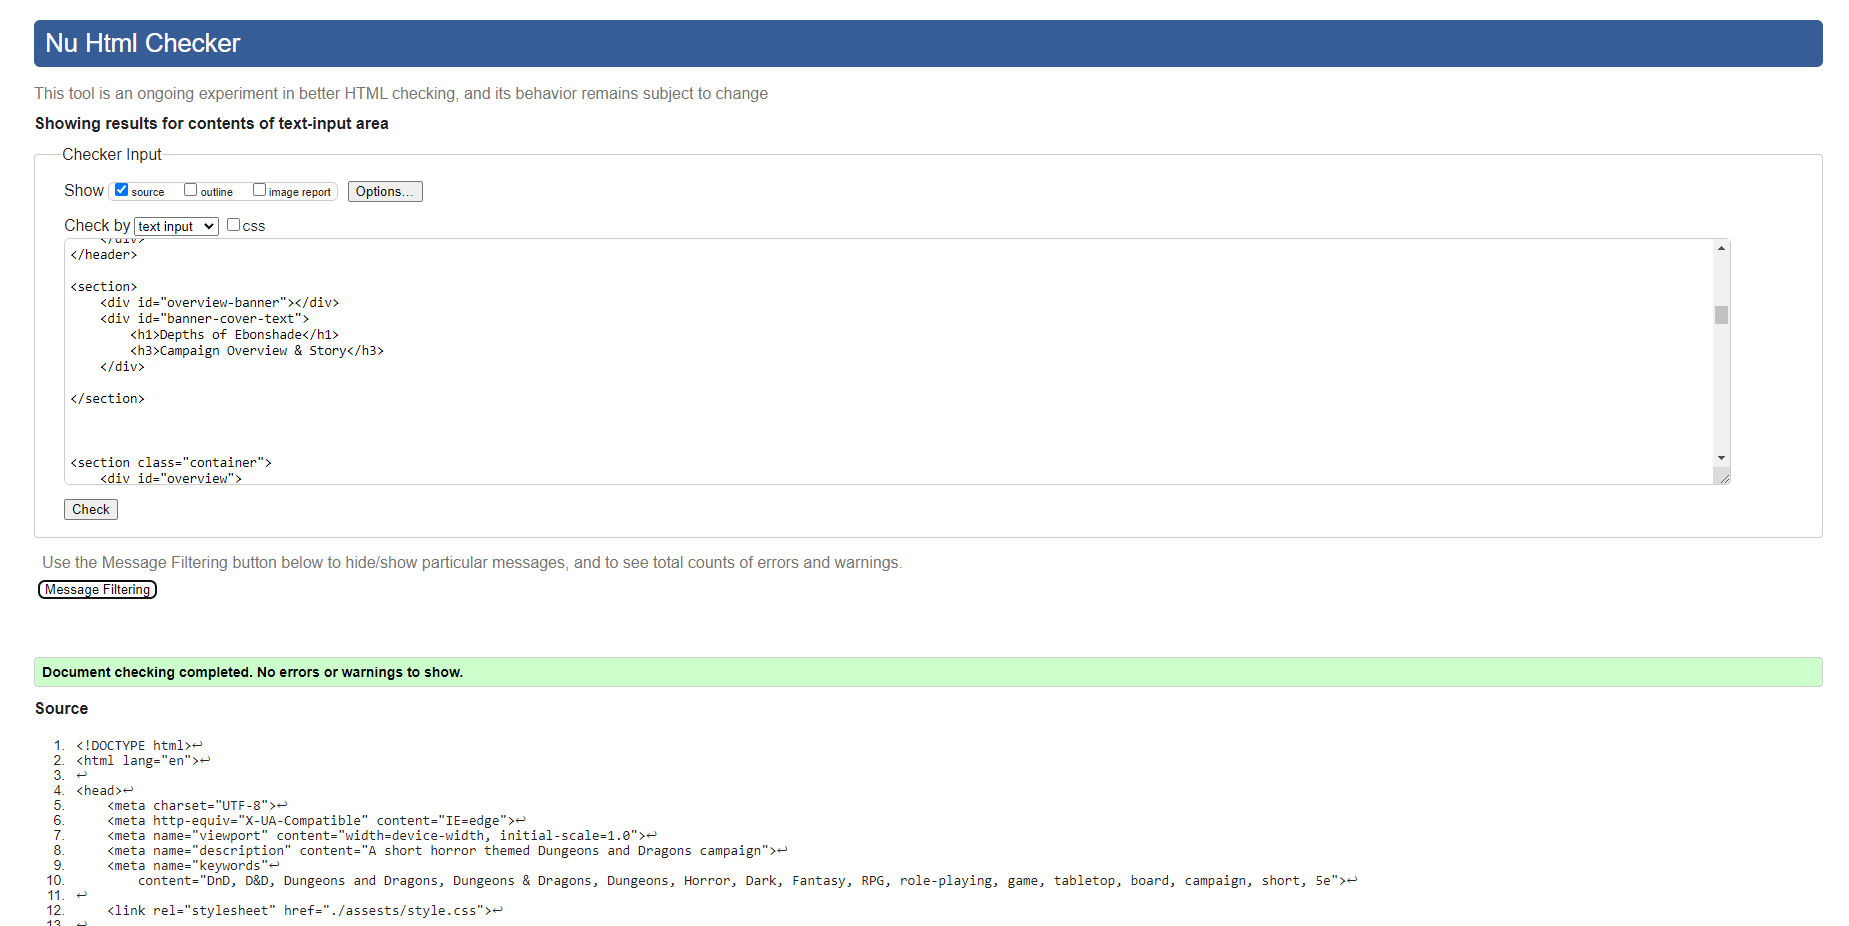 Nu Html Checker
This tool is an ongoing experiment in better HTML checking, and its behavior remains subject to change
Showing results for contents of text-input area
Checker Input
Show source outline image report Options...
Check by text input css
</div>
</header>
<section>
<div id="overview-banner"></div>
<div id="banner-cover-text">
<h1>Depths of Ebonshade</h1>
<h3>Campaign Overview & Story</h3>
</div>
</section>
<section class="container">
<div id="overview">
Check
Use the Message Filtering button below to hide/show particular messages, and to see total counts of errors and warnings.
Message Filtering
Document checking completed. No errors or warnings to show.
Source
1. <!DOCTYPE html>↩
2. <html lang="en">↩
3. ↩
4. <head>↩
5. <meta charset="UTF-8">↩
6. <meta http-equiv="X-UA-Compatible" content="IE=edge">↩
7. <meta name="viewport" content="width=device-width, initial-scale=1.0">↩
8. <meta name="description" content="A short horror themed Dungeons and Dragons campaign">↩
9. <meta name="keywords"↩
10. content="DnD, D&D, Dungeons and Dragons, Dungeons & Dragons, Dungeons, Horror, Dark, Fantasy, RPG, role-playing, game, tabletop, board, campaign, short, 5e">↩
11. ↩
12. <link rel="stylesheet" href="./assests/style.css">↩
13. ↩